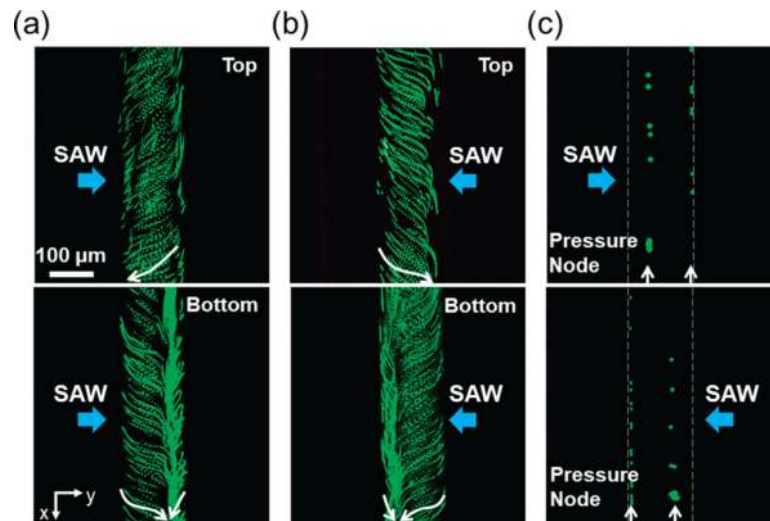 (a)
(b)
(c)
Top
SAW
100 µm
Top
SAW
SAW
Pressure
Node
Bottom
SAW
x
y
Bottom
SAW
SAW
Pressure
Node